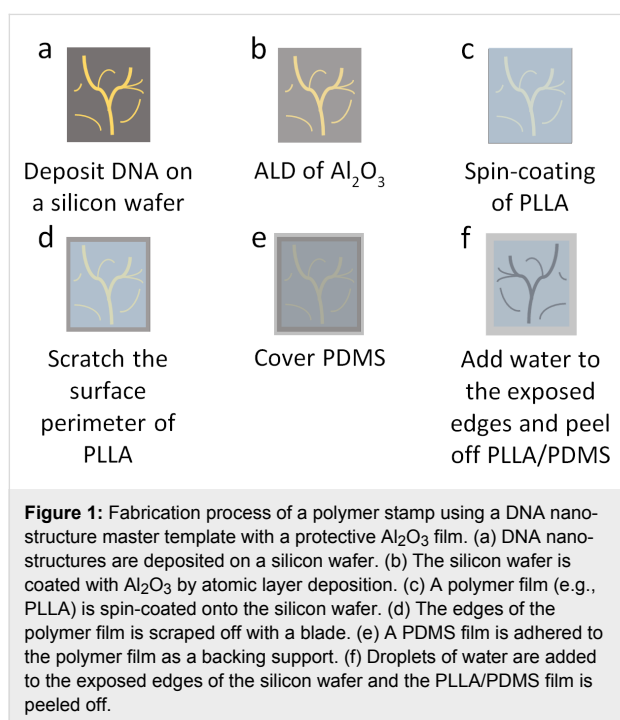 a
b
c
Deposit DNA on
a silicon wafer
ALD of Al2O3
Spin-coating
of PLLA
d
e
f
Scratch the
surface
perimeter of
PLLA
Cover PDMS
Add water to
the exposed
edges and peel
off PLLA/PDMS
Figure 1: Fabrication process of a polymer stamp using a DNA nano-
structure master template with a protective Al2O3 film. (a) DNA nano-
structures are deposited on a silicon wafer. (b) The silicon wafer is
coated with Al2O3 by atomic layer deposition. (c) A polymer film (e.g.,
PLLA) is spin-coated onto the silicon wafer. (d) The edges of the
polymer film is scraped off with a blade. (e) A PDMS film is adhered to
the polymer film as a backing support. (f) Droplets of water are added
to the exposed edges of the silicon wafer and the PLLA/PDMS film is
peeled off.